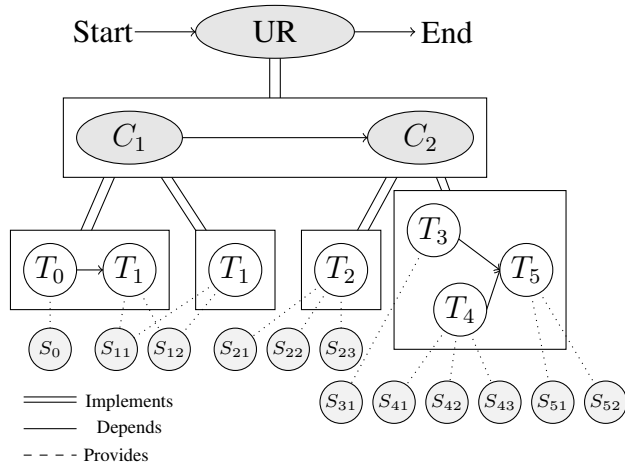 Start UR End
C1 C2
T0 T1 T1 T2 T3 T4 T5
S0 S11 S12 S21 S22 S23
S31 S41 S42 S43 S51 S52
Implements
Depends
Provides